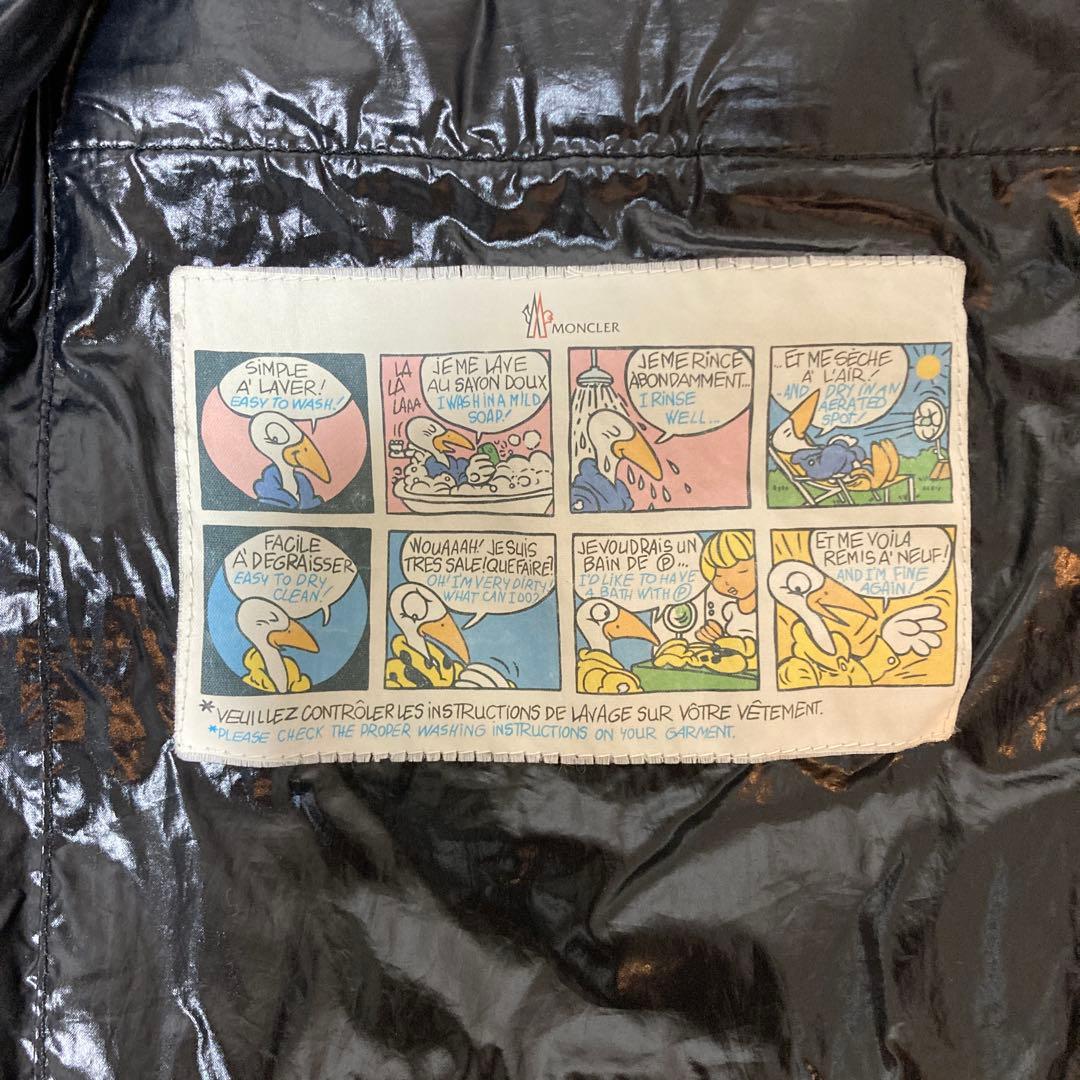 MONCLER
SIMPLE
A' LAVER!
EASY TO WASH!
LA
LA
LAAA
JE ME LAVE
AU SAVON DOUX
I WASH IN A MILD
SOAP!
JE ME RINCE
ABONDAMMENT...
I RINSE
WELL...
...ET ME SÈCHE
A' L'AIR!
...AND DRY IN AN
AERATED
SPOT!
FACILE
A' DEGRAISSER
EASY TO DRY
CLEAN!
WOUAAAH! JE SUIS
TRES SALE! QUE FAIRE!
OH! I'M VERY DIRTY!
WHAT CAN I DO?
JE VOUDRAIS UN
BAIN DE Ⓟ...
I'D LIKE TO HAVE
A BATH WITH Ⓟ
ET ME VOILA
REMIS A' NEUF!
AND I'M FINE
AGAIN!
*VEUILLEZ CONTRÔLER LES INSTRUCTIONS DE LAVAGE SUR VÔTRE VÊTEMENT.
*PLEASE CHECK THE PROPER WASHING INSTRUCTIONS ON YOUR GARMENT.